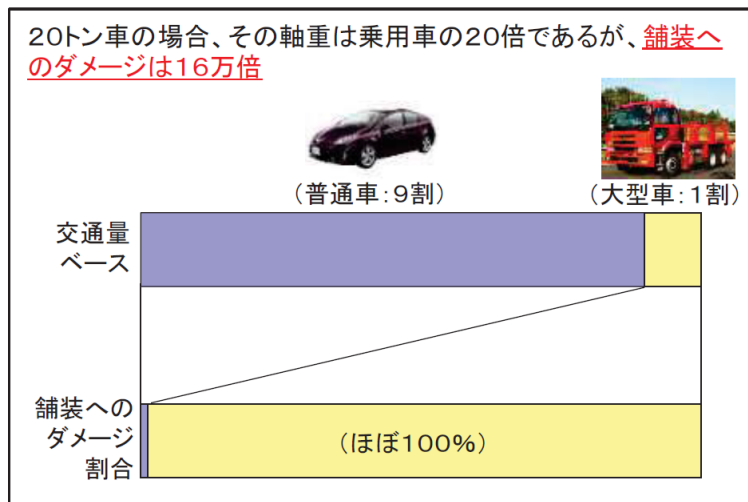 20トン車の場合、その軸重は乗用車の20倍であるが、舗装へ
のダメージは16万倍
（普通車：9割）
（大型車：1割）
交通量
ベース
舗装への
ダメージ
割合
（ほぼ100%）